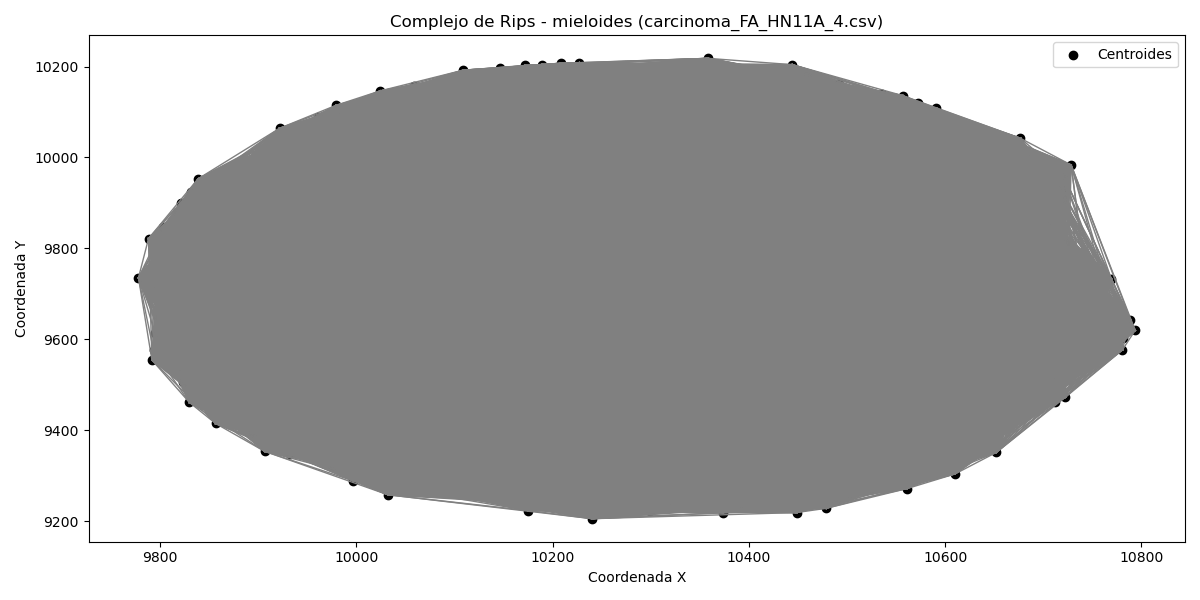 Complejo de Rips - mieloides (carcinoma_FA_HN11A_4.csv)
Centroides
10200
10000
9800
9600
9400
9200
Coordenada Y
9800 10000 10200 10400 10600 10800
Coordenada X